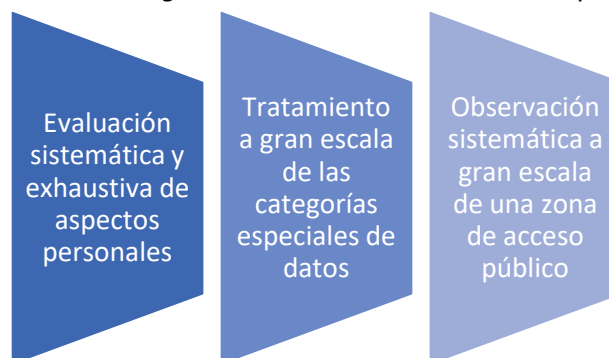 Evaluación
sistemática y
exhaustiva de
aspectos
personales
Tratamiento
a gran escala
de las
categorías
especiales de
datos
Observación
sistemática a
gran escala
de una zona
de acceso
público